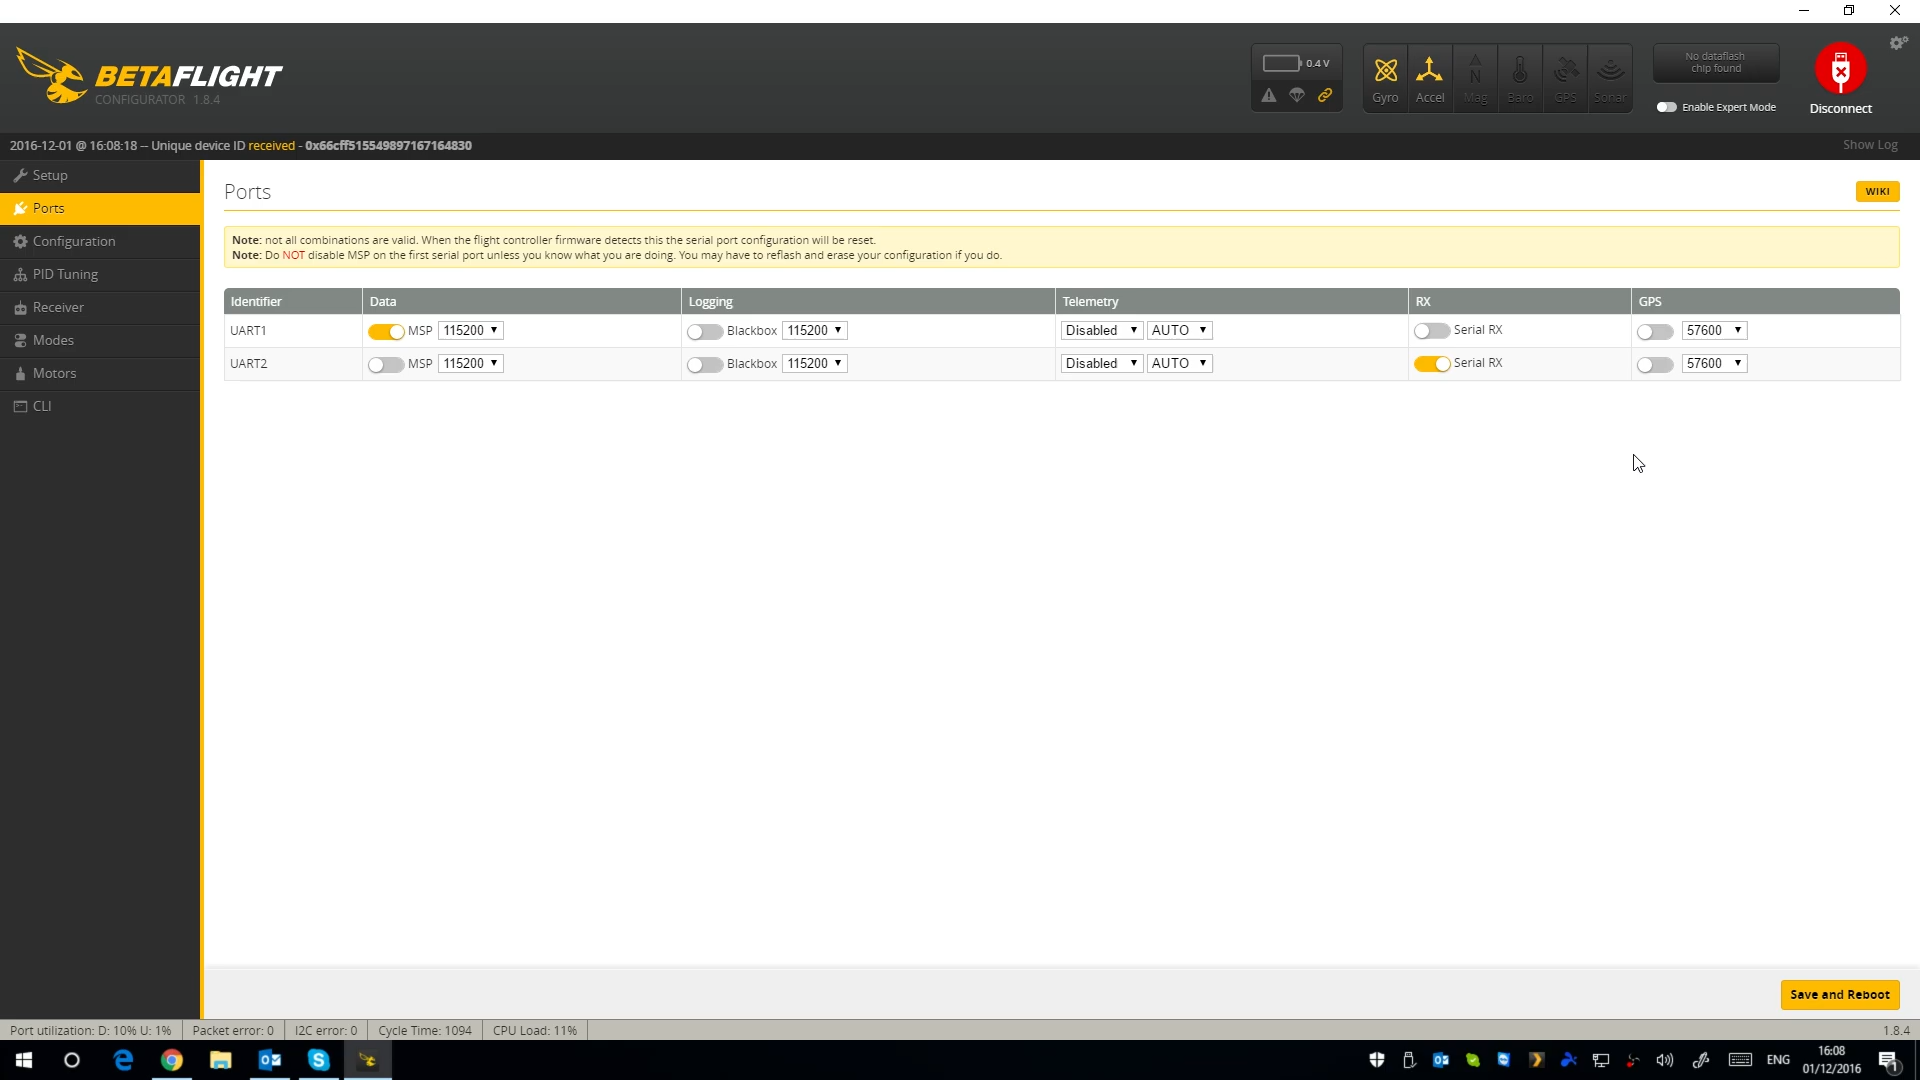 BETAFLIGHT
CONFIGURATOR 1.8.4
0.4 V
Gyro Accel Mag Baro GPS Sonar
No dataflash
chip found
Enable Expert Mode
Disconnect
2016-12-01 @ 16:08:18 -- Unique device ID received - 0x66cff515549897167164830
Show Log
Setup
Ports
Configuration
PID Tuning
Receiver
Modes
Motors
CLI
Ports
WIKI
Note: not all combinations are valid. When the flight controller firmware detects this the serial port configuration will be reset.
Note: Do NOT disable MSP on the first serial port unless you know what you are doing. You may have to reflash and erase your configuration if you do.
Identifier Data Logging Telemetry RX GPS
UART1 MSP 115200 Blackbox 115200 Disabled AUTO Serial RX 57600
UART2 MSP 115200 Blackbox 115200 Disabled AUTO Serial RX 57600
Save and Reboot
Port utilization: D: 10% U: 1% Packet error: 0 I2C error: 0 Cycle Time: 1094 CPU Load: 11% 1.8.4
ENG
16:08
01/12/2016
1